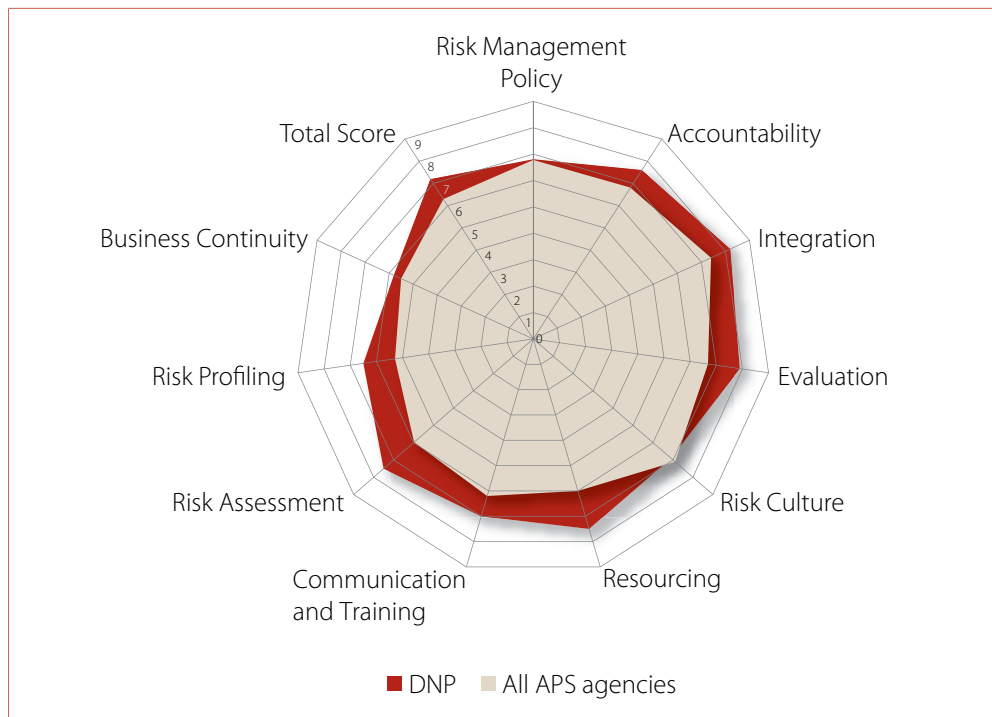 Risk Management
Policy
Total Score
Accountability
9
8
7
6
5
4
3
2
1
0
Business Continuity
Integration
Risk Profiling
Evaluation
Risk Assessment
Risk Culture
Communication
and Training
Resourcing
DNP
All APS agencies